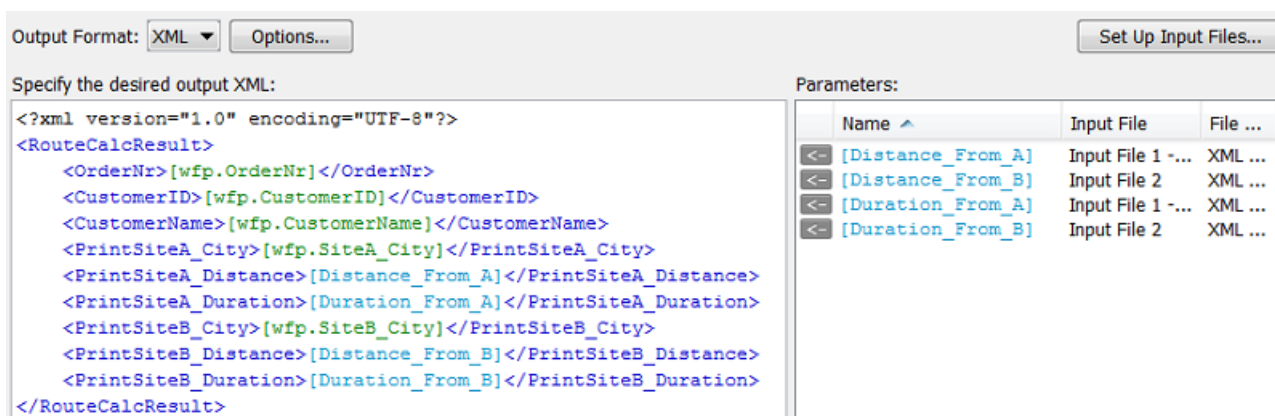 Output Format: XML Options... Set Up Input Files...
Specify the desired output XML:
<?xml version="1.0" encoding="UTF-8"?>
<RouteCalcResult>
    <OrderNr>[wfp.OrderNr]</OrderNr>
    <CustomerID>[wfp.CustomerID]</CustomerID>
    <CustomerName>[wfp.CustomerName]</CustomerName>
    <PrintSiteA_City>[wfp.SiteA_City]</PrintSiteA_City>
    <PrintSiteA_Distance>[Distance_From_A]</PrintSiteA_Distance>
    <PrintSiteA_Duration>[Duration_From_A]</PrintSiteA_Duration>
    <PrintSiteB_City>[wfp.SiteB_City]</PrintSiteB_City>
    <PrintSiteB_Distance>[Distance_From_B]</PrintSiteB_Distance>
    <PrintSiteB_Duration>[Duration_From_B]</PrintSiteB_Duration>
</RouteCalcResult>
Parameters:
Name Input File File ...
<- [Distance_From_A] Input File 1 -... XML ...
<- [Distance_From_B] Input File 2 XML ...
<- [Duration_From_A] Input File 1 -... XML ...
<- [Duration_From_B] Input File 2 XML ...